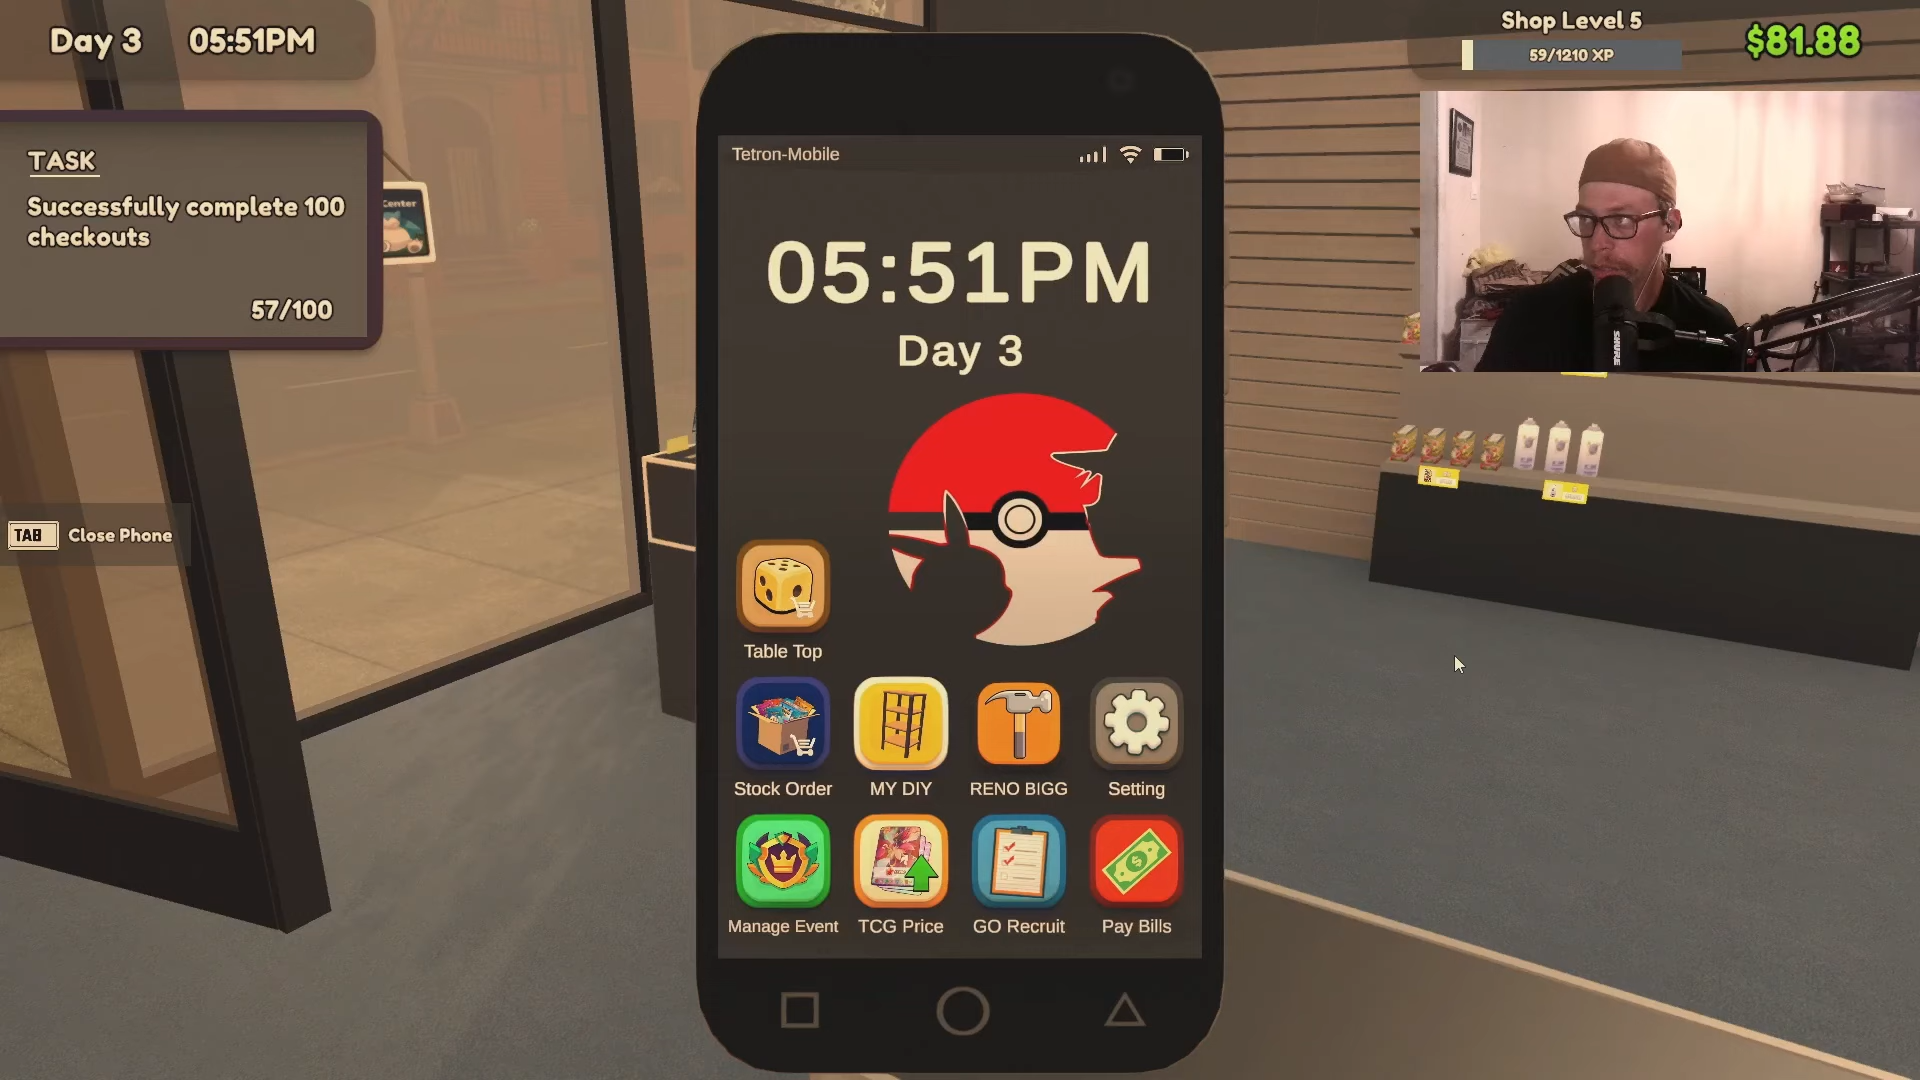 Day 3 05:51PM
Shop Level 5
59/1210 XP
$81.88
TASK
Successfully complete 100
checkouts
57/100
Center
TAB Close Phone
Tetron-Mobile
05:51PM
Day 3
Table Top
Stock Order MY DIY RENO BIGG Setting
Manage Event TCG Price GO Recruit Pay Bills
SHURE